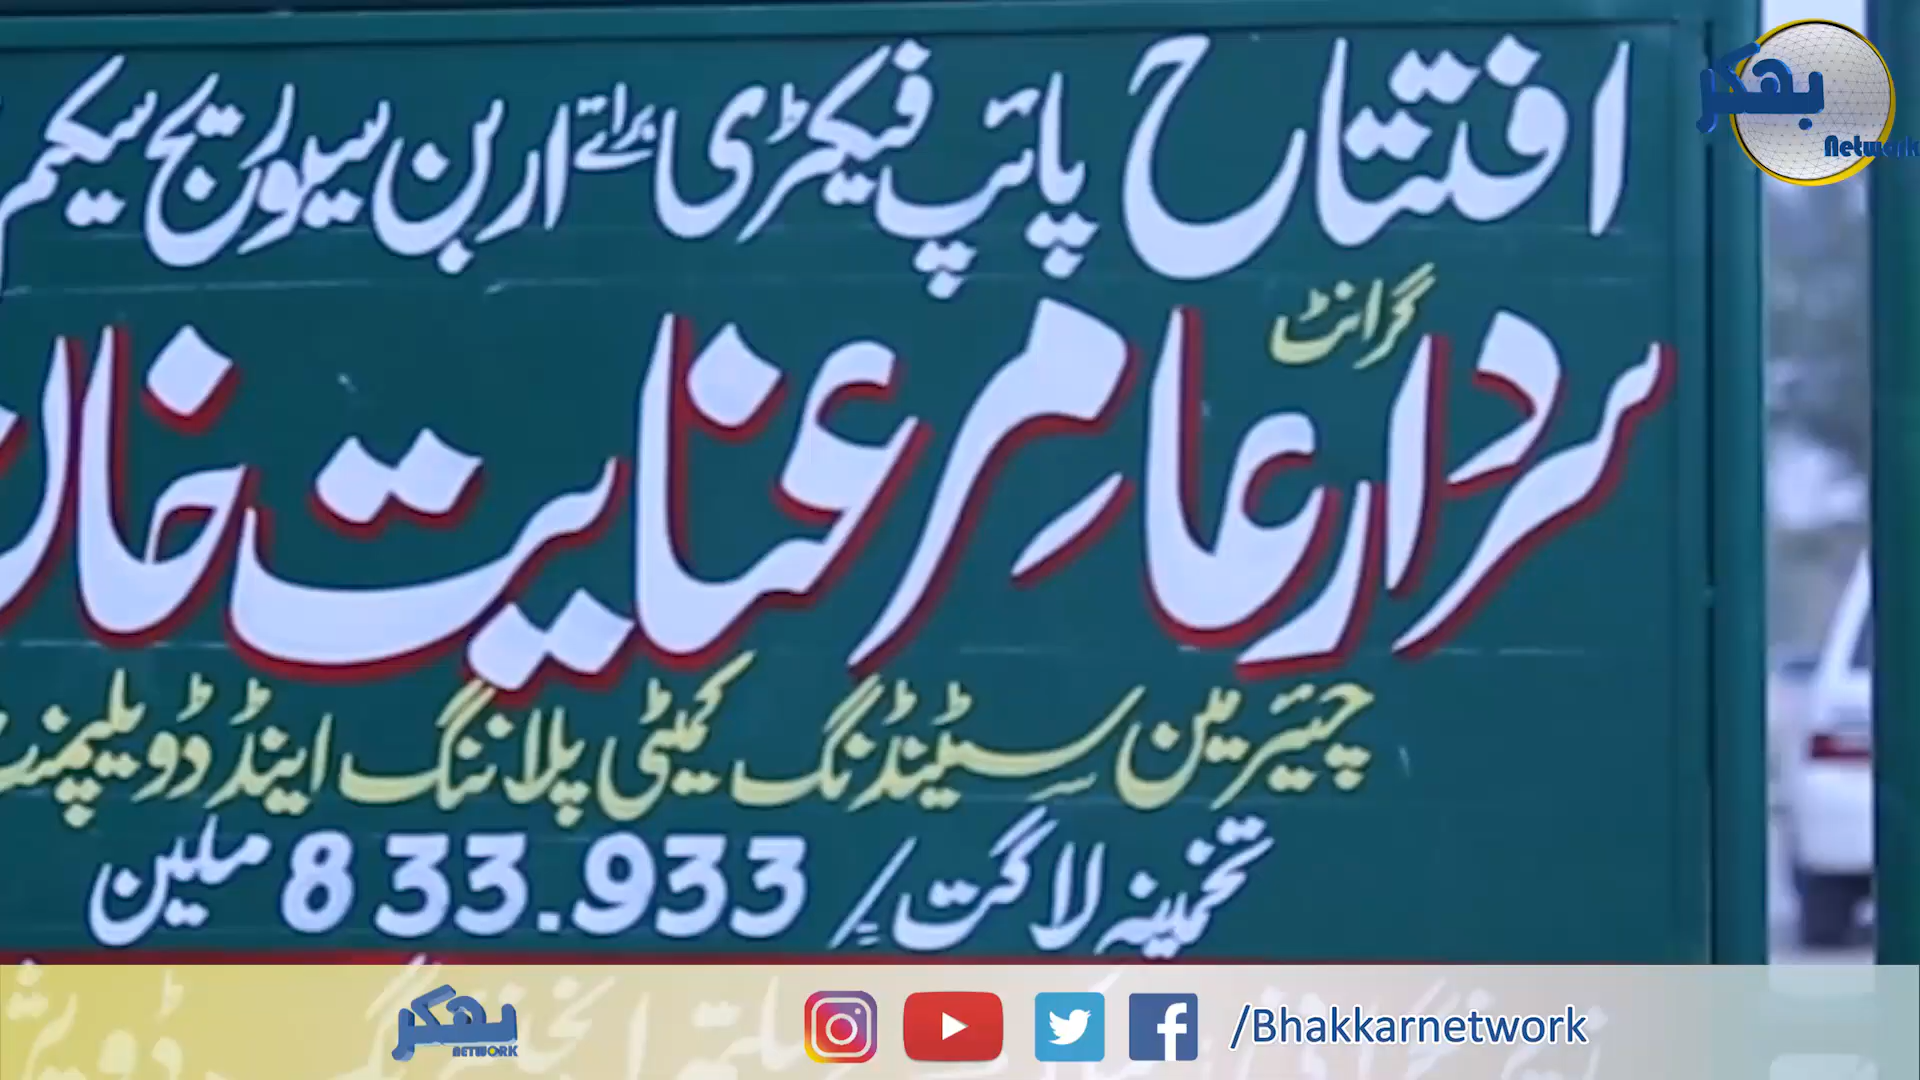 افتتاح پائپ فیکٹری برائے اربن سیوریج سیکم
گرانٹ
سردار عامر عنایت خان
چیئرمین سٹینڈنگ کمیٹی پلاننگ اینڈ ڈویلپمنٹ
تخمینہ لاگت / 833.933 ملین
بھکر
Network
بھکر
NETWORK
/Bhakkarnetwork